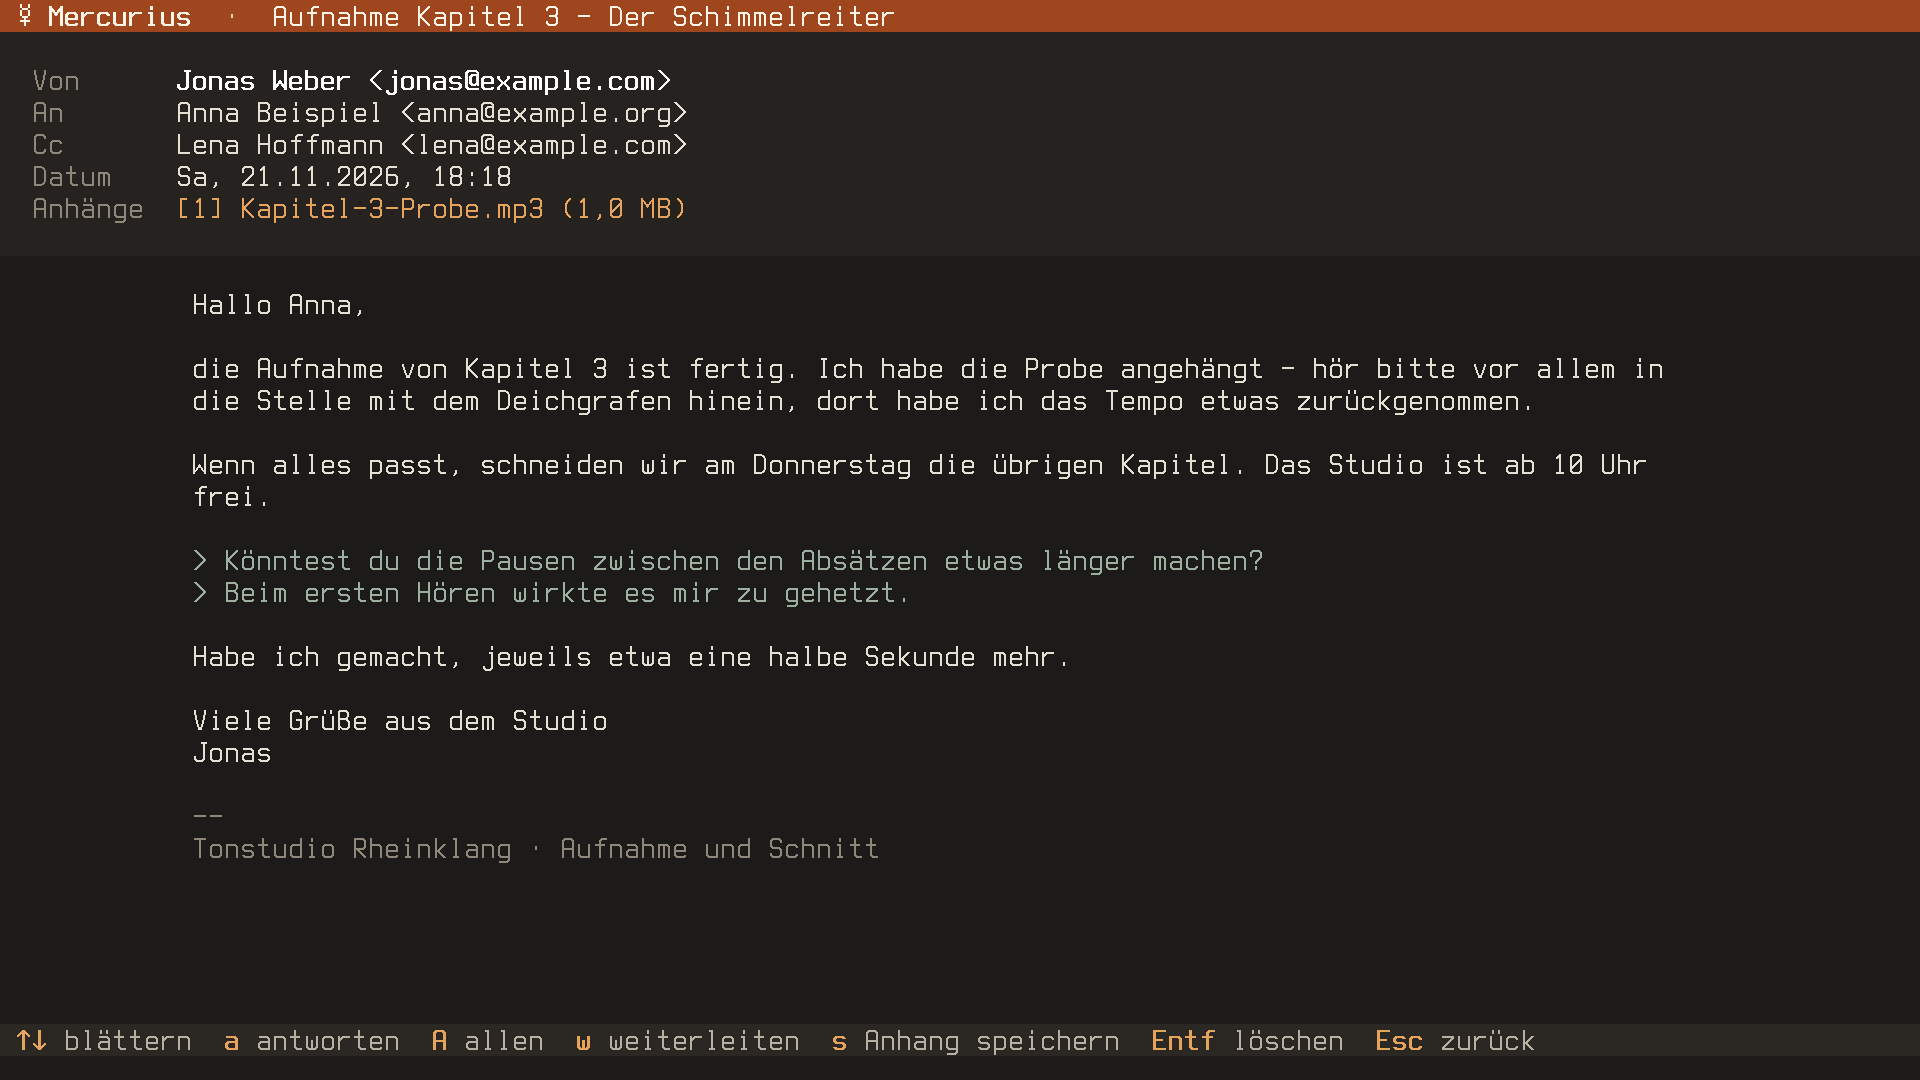 ☿ Mercurius · Aufnahme Kapitel 3 – Der Schimmelreiter
Von Jonas Weber <jonas@example.com>
An Anna Beispiel <anna@example.org>
Cc Lena Hoffmann <lena@example.com>
Datum Sa, 21.11.2026, 18:18
Anhänge [1] Kapitel-3-Probe.mp3 (1,0 MB)
Hallo Anna,
die Aufnahme von Kapitel 3 ist fertig. Ich habe die Probe angehängt – hör bitte vor allem in
die Stelle mit dem Deichgrafen hinein, dort habe ich das Tempo etwas zurückgenommen.
Wenn alles passt, schneiden wir am Donnerstag die übrigen Kapitel. Das Studio ist ab 10 Uhr
frei.
> Könntest du die Pausen zwischen den Absätzen etwas länger machen?
> Beim ersten Hören wirkte es mir zu gehetzt.
Habe ich gemacht, jeweils etwa eine halbe Sekunde mehr.
Viele Grüße aus dem Studio
Jonas
--
Tonstudio Rheinklang · Aufnahme und Schnitt
↑↓ blättern a antworten A allen w weiterleiten s Anhang speichern Entf löschen Esc zurück